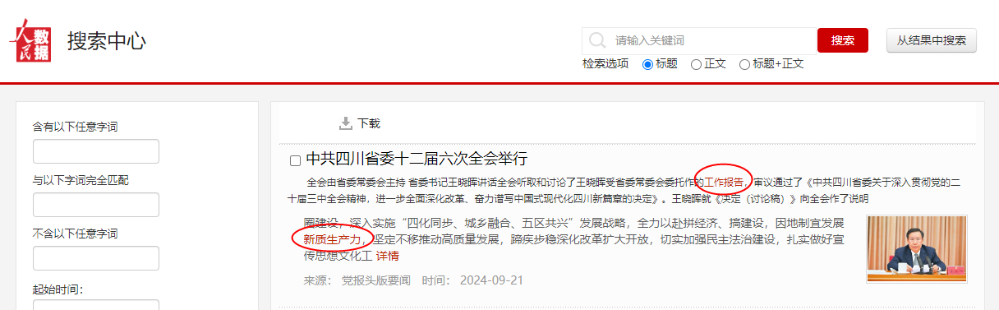 人民数据
搜索中心
请输入关键词
搜索
从结果中搜索
检索选项 标题 正文 标题+正文
含有以下任意字词
与以下字词完全匹配
不含以下任意字词
起始时间：
下载
中共四川省委十二届六次全会举行
全会由省委常委会主持 省委书记王晓晖讲话全会听取和讨论了王晓晖受省委常委会委托作的工作报告，审议通过了《中共四川省委关于深入贯彻党的二
十届三中全会精神，进一步全面深化改革、奋力谱写中国式现代化四川新篇章的决定》。王晓晖就《决定（讨论稿）》向全会作了说明
圈建设，深入实施“四化同步、城乡融合、五区共兴”发展战略，全力以赴拼经济、搞建设，因地制宜发展
新质生产力，坚定不移推动高质量发展，蹄疾步稳深化改革扩大开放，切实加强民主法治建设，扎实做好宣
传思想文化工 详情
来源： 党报头版要闻 时间： 2024-09-21